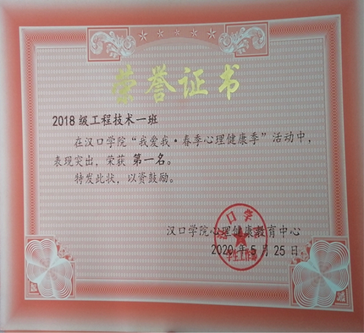 荣誉证书
2018级工程技术一班
在汉口学院“我爱我·春季心理健康季”活动中,
表现突出,荣获 第一名。
特发此状,以资鼓励。
汉口学院心理健康教育中心
2020年5月25日